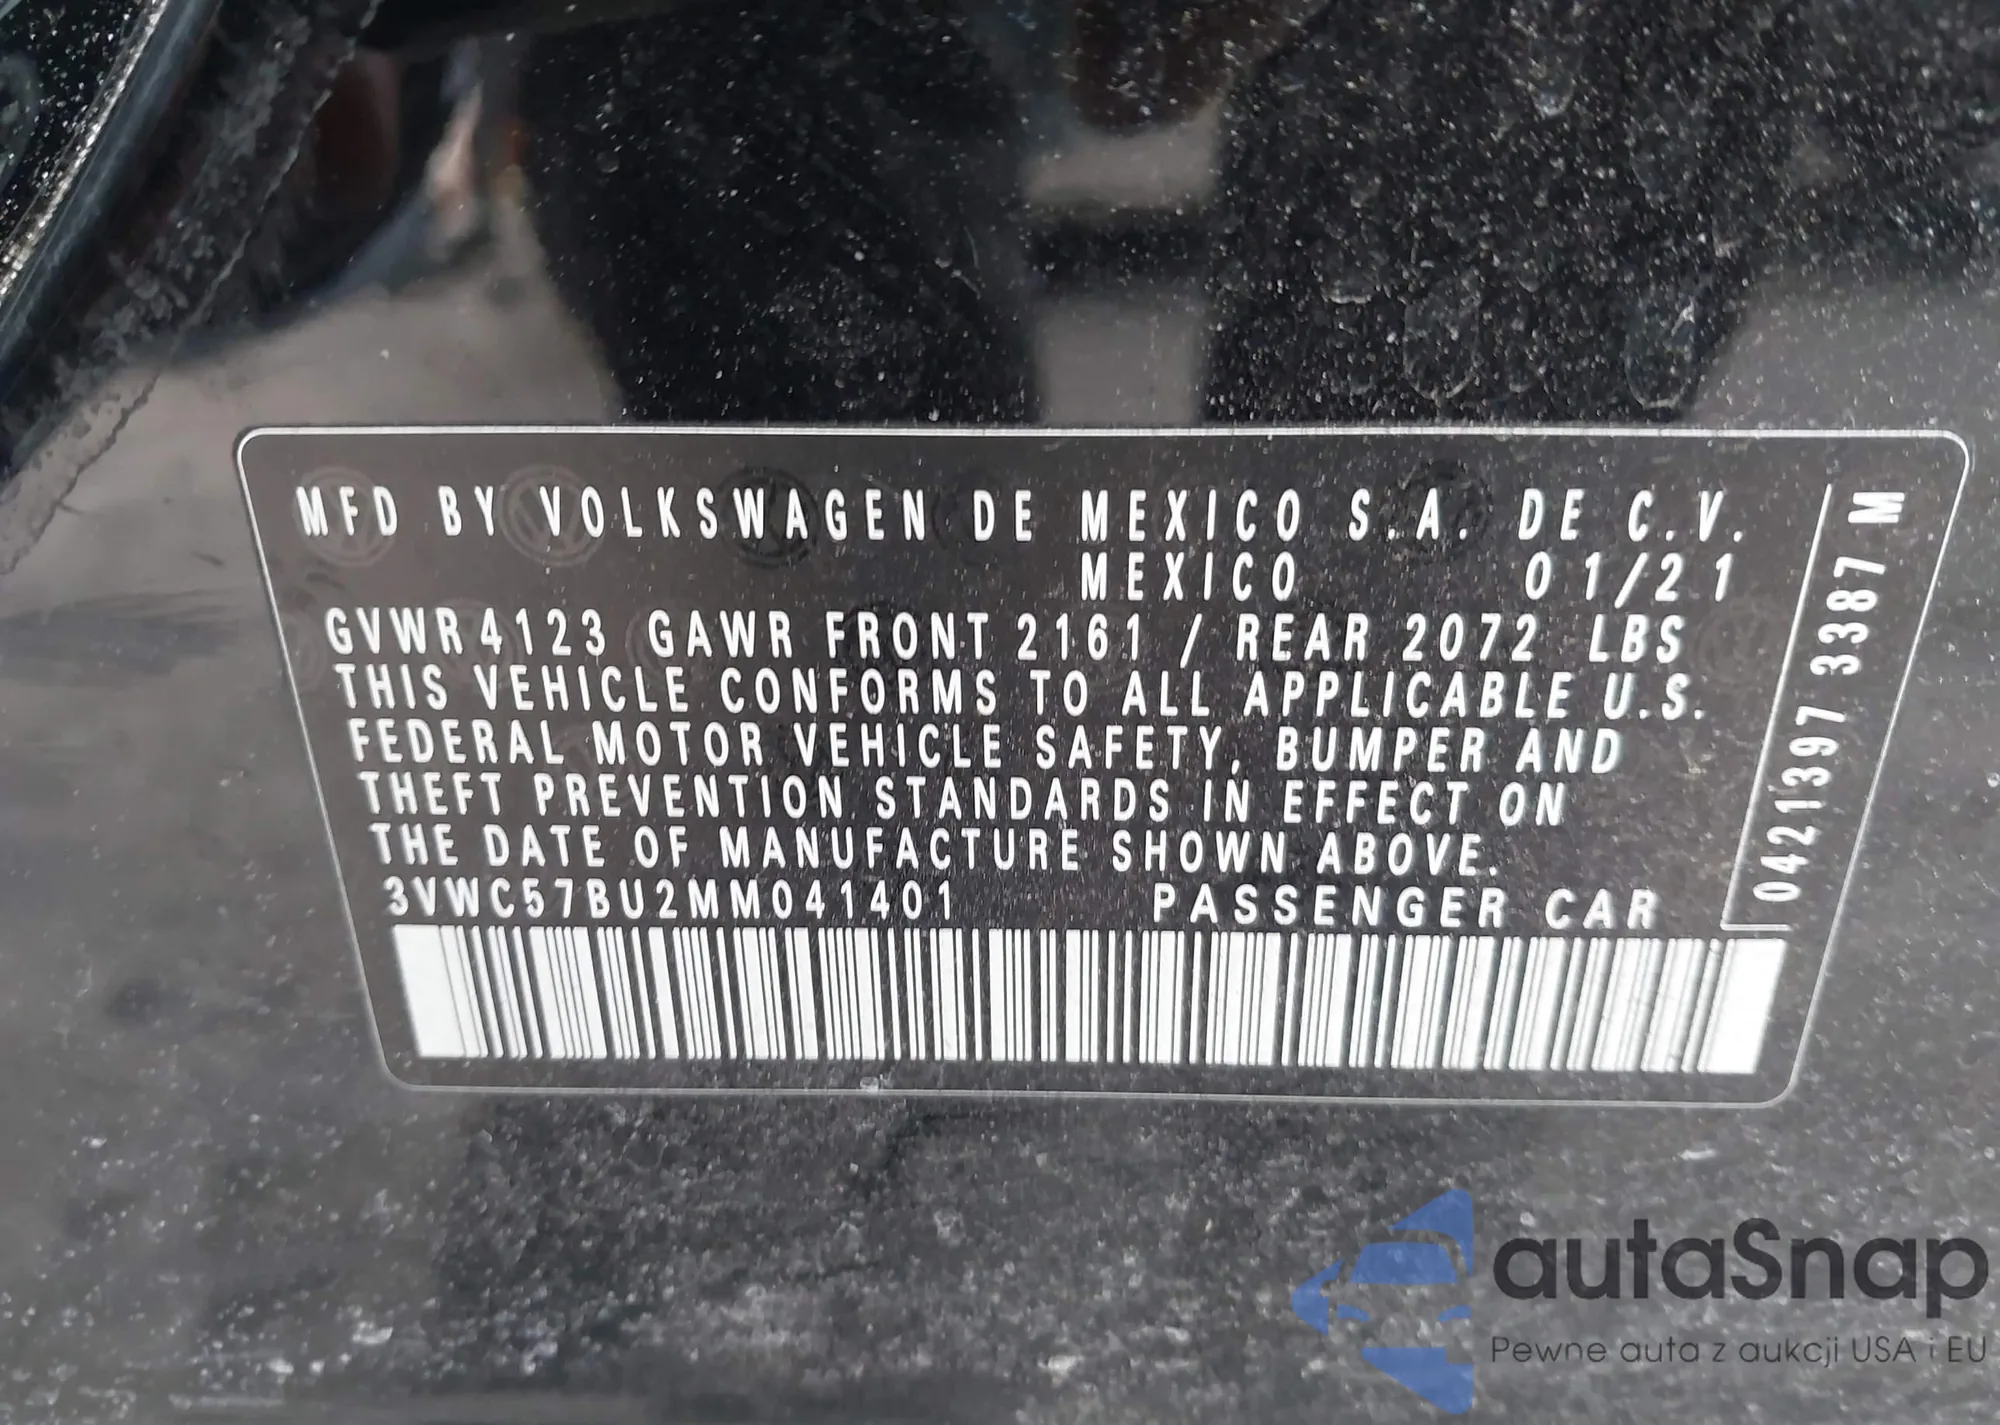 MFD BY VOLKSWAGEN DE MEXICO S.A. DE C.V.
MEXICO 01/21
GVWR 4123 GAWR FRONT 2161 / REAR 2072 LBS
THIS VEHICLE CONFORMS TO ALL APPLICABLE U.S.
FEDERAL MOTOR VEHICLE SAFETY, BUMPER AND
THEFT PREVENTION STANDARDS IN EFFECT ON
THE DATE OF MANUFACTURE SHOWN ABOVE.
3VWC57BU2MM041401 PASSENGER CAR
0421397 3387 M
autaSnap
Pewne auta z aukcji USA i EU